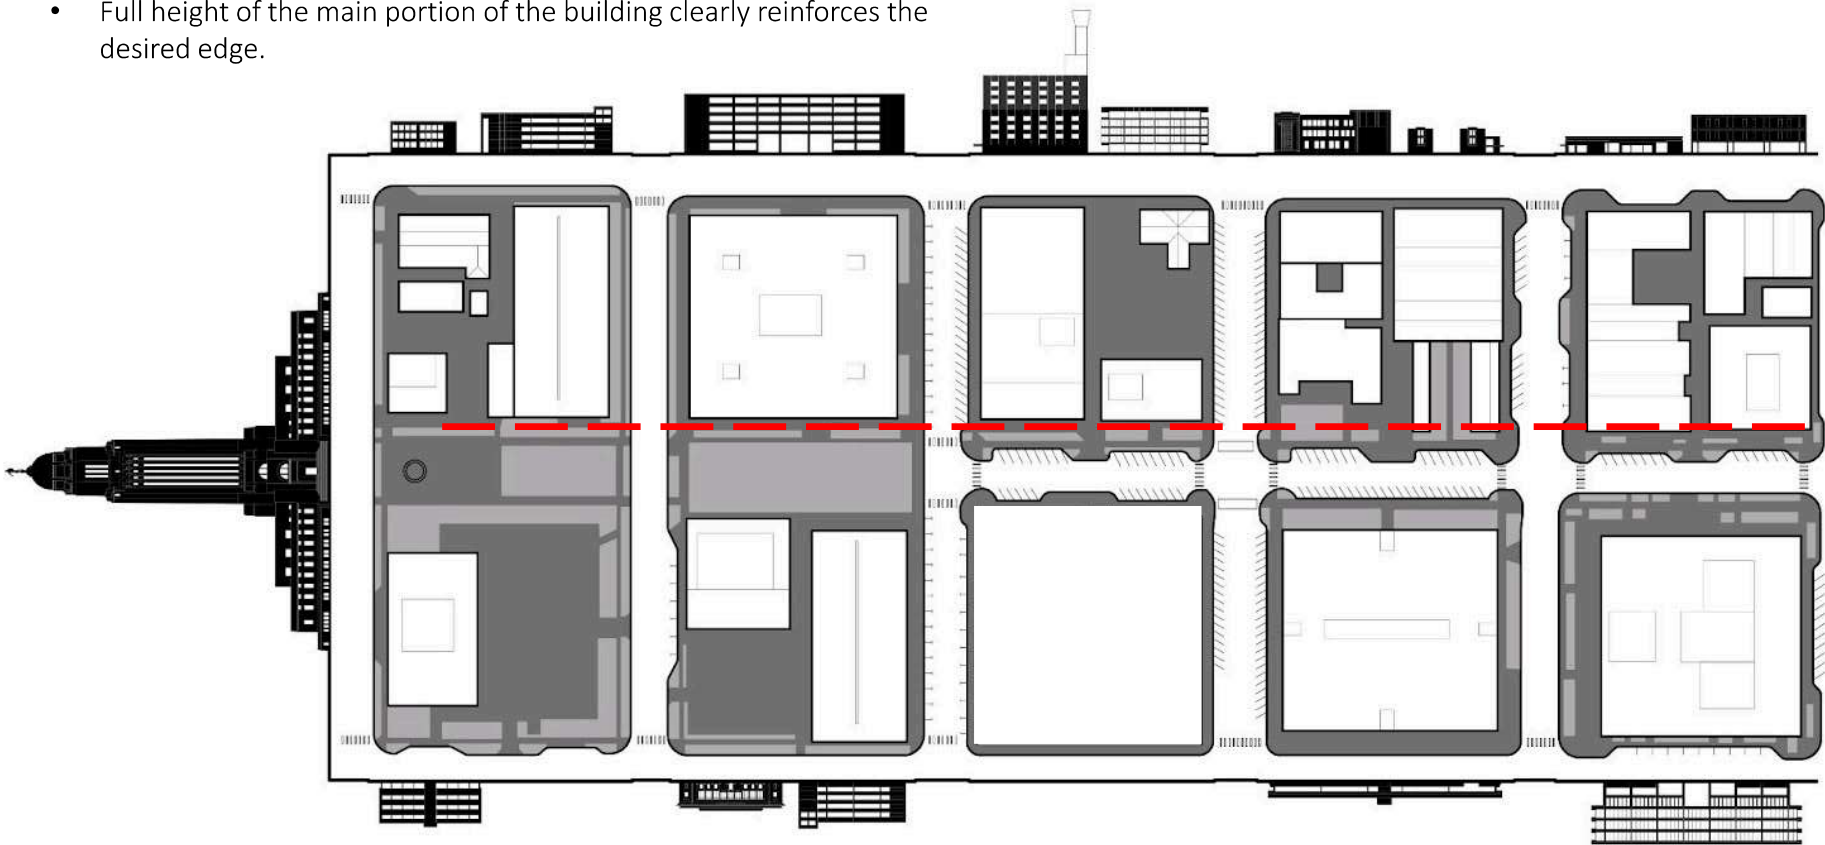 • Full height of the main portion of the building clearly reinforces the
desired edge.